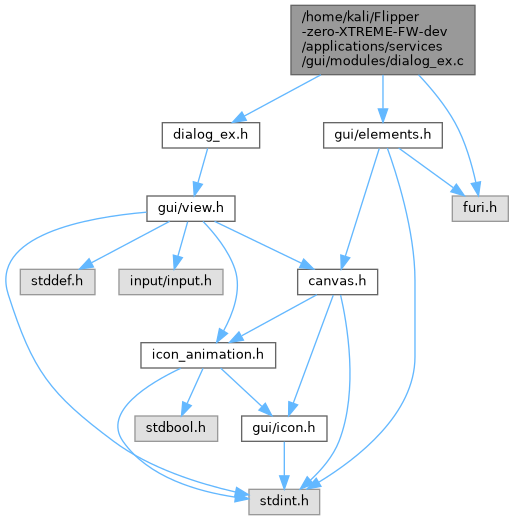 /home/kali/Flipper
-zero-XTREME-FW-dev
/applications/services
/gui/modules/dialog_ex.c
dialog_ex.h
gui/elements.h
gui/view.h
furi.h
stddef.h
input/input.h
canvas.h
icon_animation.h
stdbool.h
gui/icon.h
stdint.h